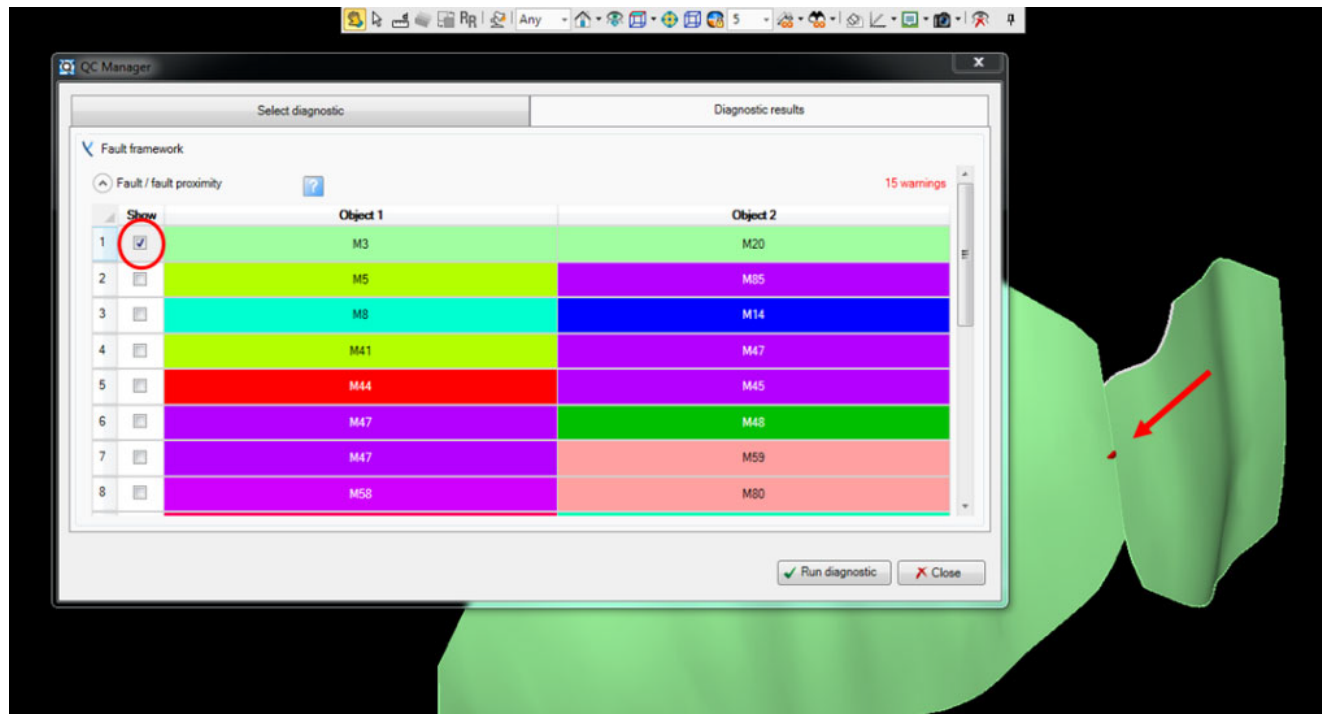 Any
5
QC Manager
Select diagnostic
Diagnostic results
Fault framework
Fault / fault proximity
?
15 warnings
Show Object 1 Object 2
1 M3 M20
2 M5 M85
3 M8 M14
4 M41 M47
5 M44 M45
6 M47 M48
7 M47 M59
8 M58 M80
Run diagnostic
Close